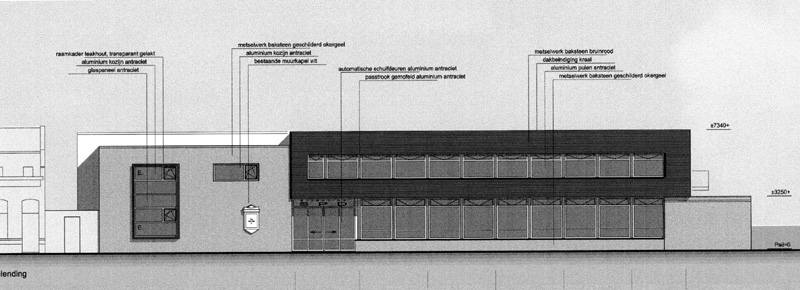 metselwerk baksteen geschilderd okergeel
raamkader teakhout, transparant gelakt
aluminium kozijn antraciet
aluminium kozijn antraciet
bestaande muurkapel wit
glaspaneel antraciet
automatische schuifdeuren aluminium antraciet
passtrook gemoffeld aluminium antraciet
metselwerk baksteen bruinrood
dakbeëindiging kraal
aluminium puien antraciet
metselwerk baksteen geschilderd okergeel
±7340+
±3250+
Peil=0
E.
E.
lending